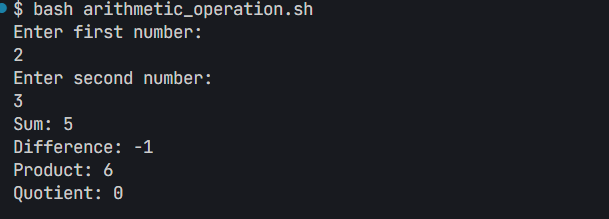 $ bash arithmetic_operation.sh
Enter first number:
2
Enter second number:
3
Sum: 5
Difference: -1
Product: 6
Quotient: 0